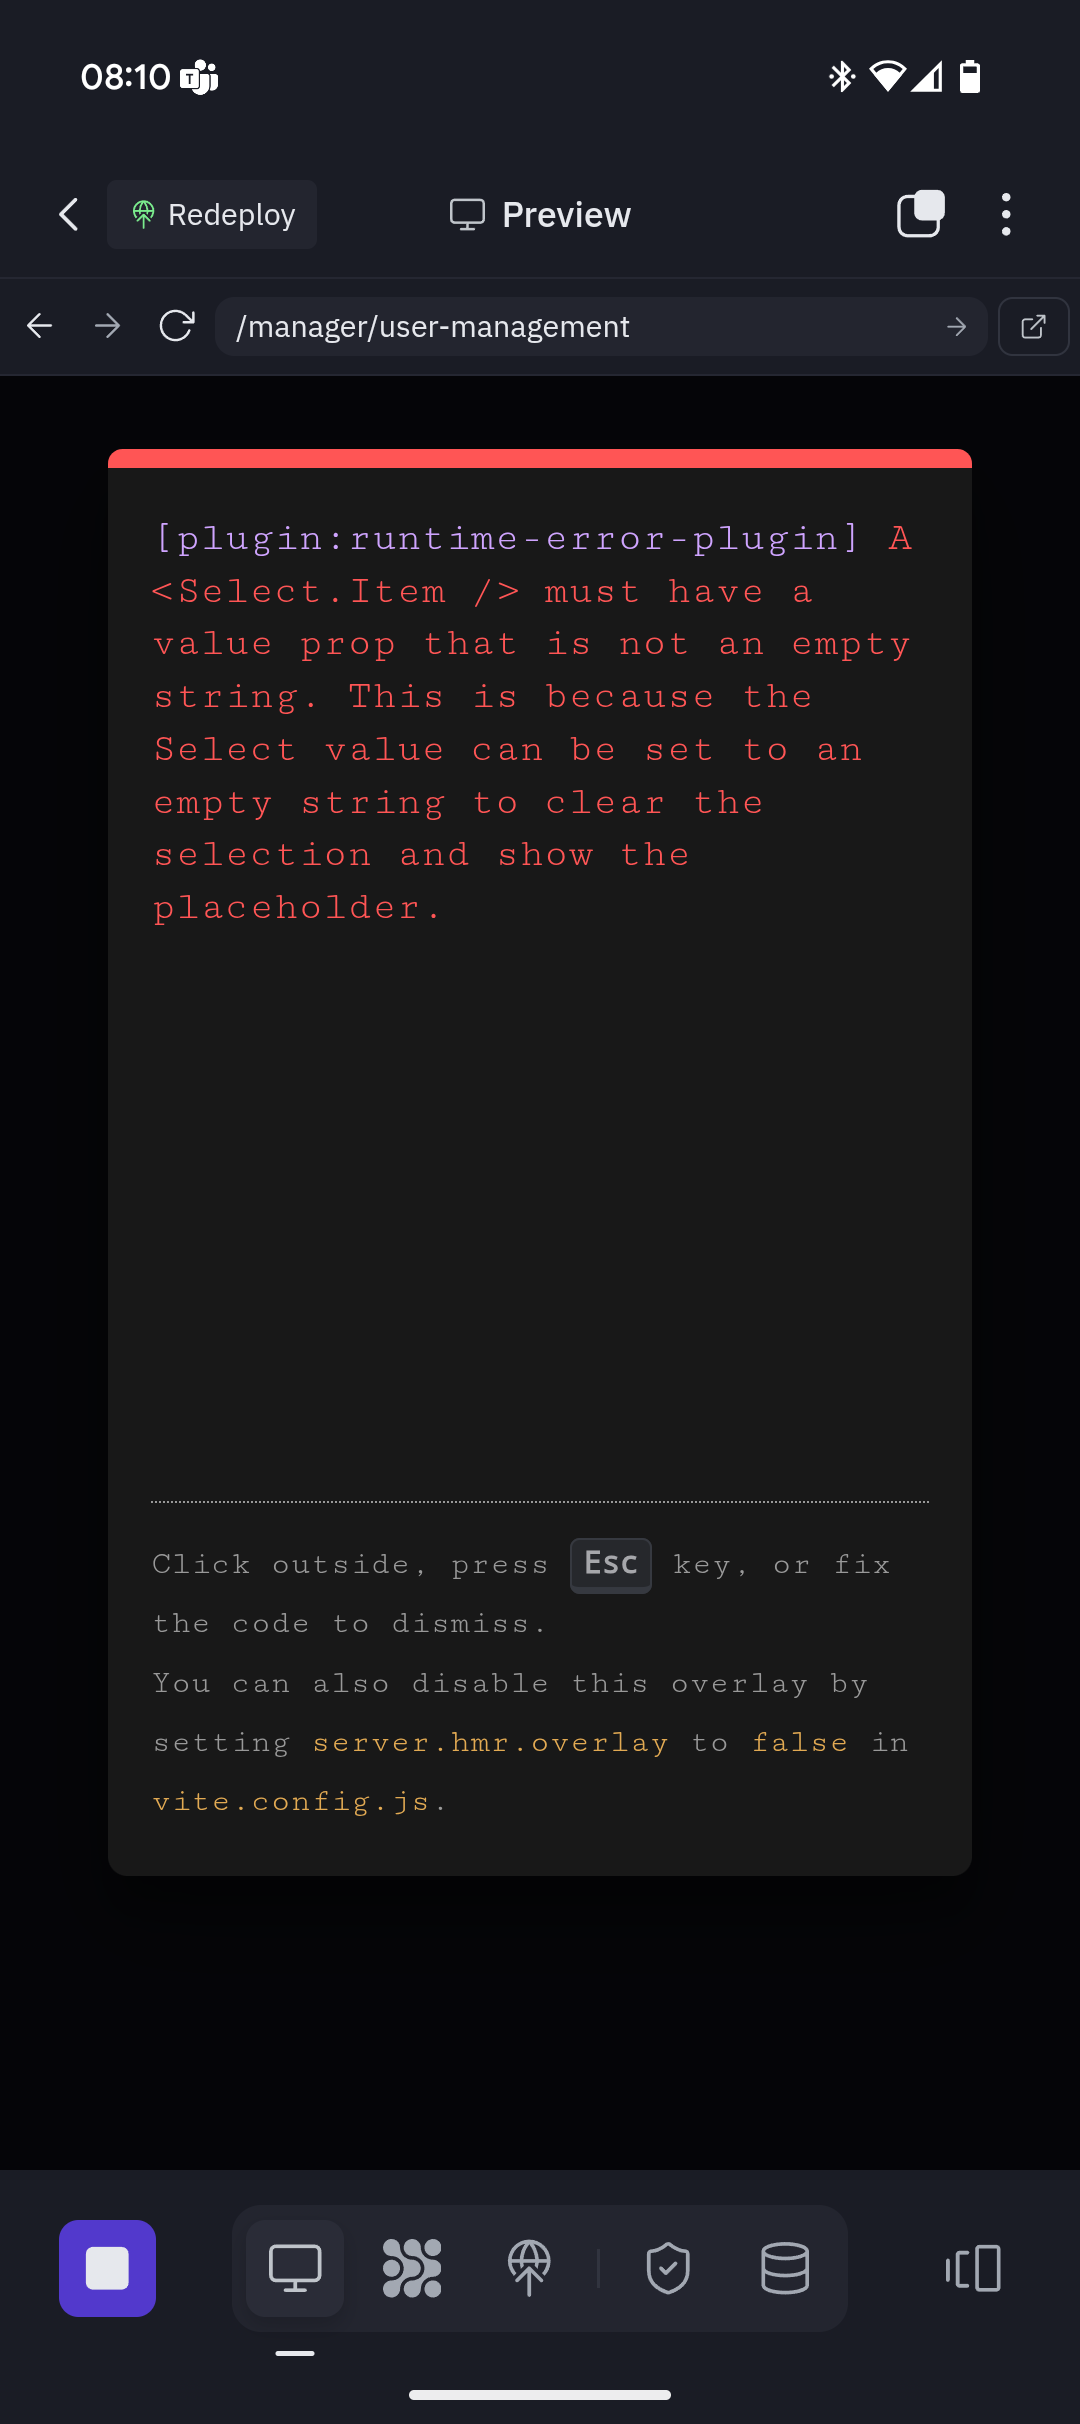 08:10
Redeploy
Preview
/manager/user-management
[plugin:runtime-error-plugin] A
<Select.Item /> must have a
value prop that is not an empty
string. This is because the
Select value can be set to an
empty string to clear the
selection and show the
placeholder.
Click outside, press Esc key, or fix
the code to dismiss.
You can also disable this overlay by
setting server.hmr.overlay to false in
vite.config.js.